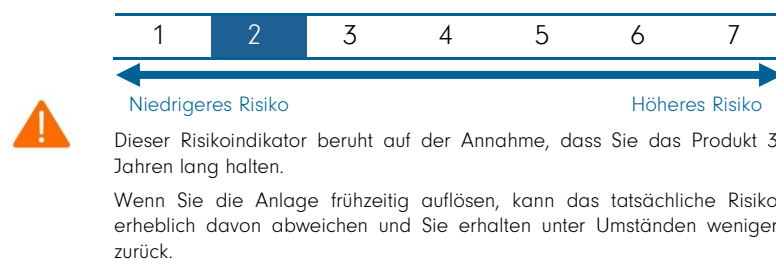 1 2 3 4 5 6 7
Niedrigeres Risiko Höheres Risiko
Dieser Risikoindikator beruht auf der Annahme, dass Sie das Produkt 3
Jahren lang halten.
Wenn Sie die Anlage frühzeitig auflösen, kann das tatsächliche Risiko
erheblich davon abweichen und Sie erhalten unter Umständen weniger
zurück.